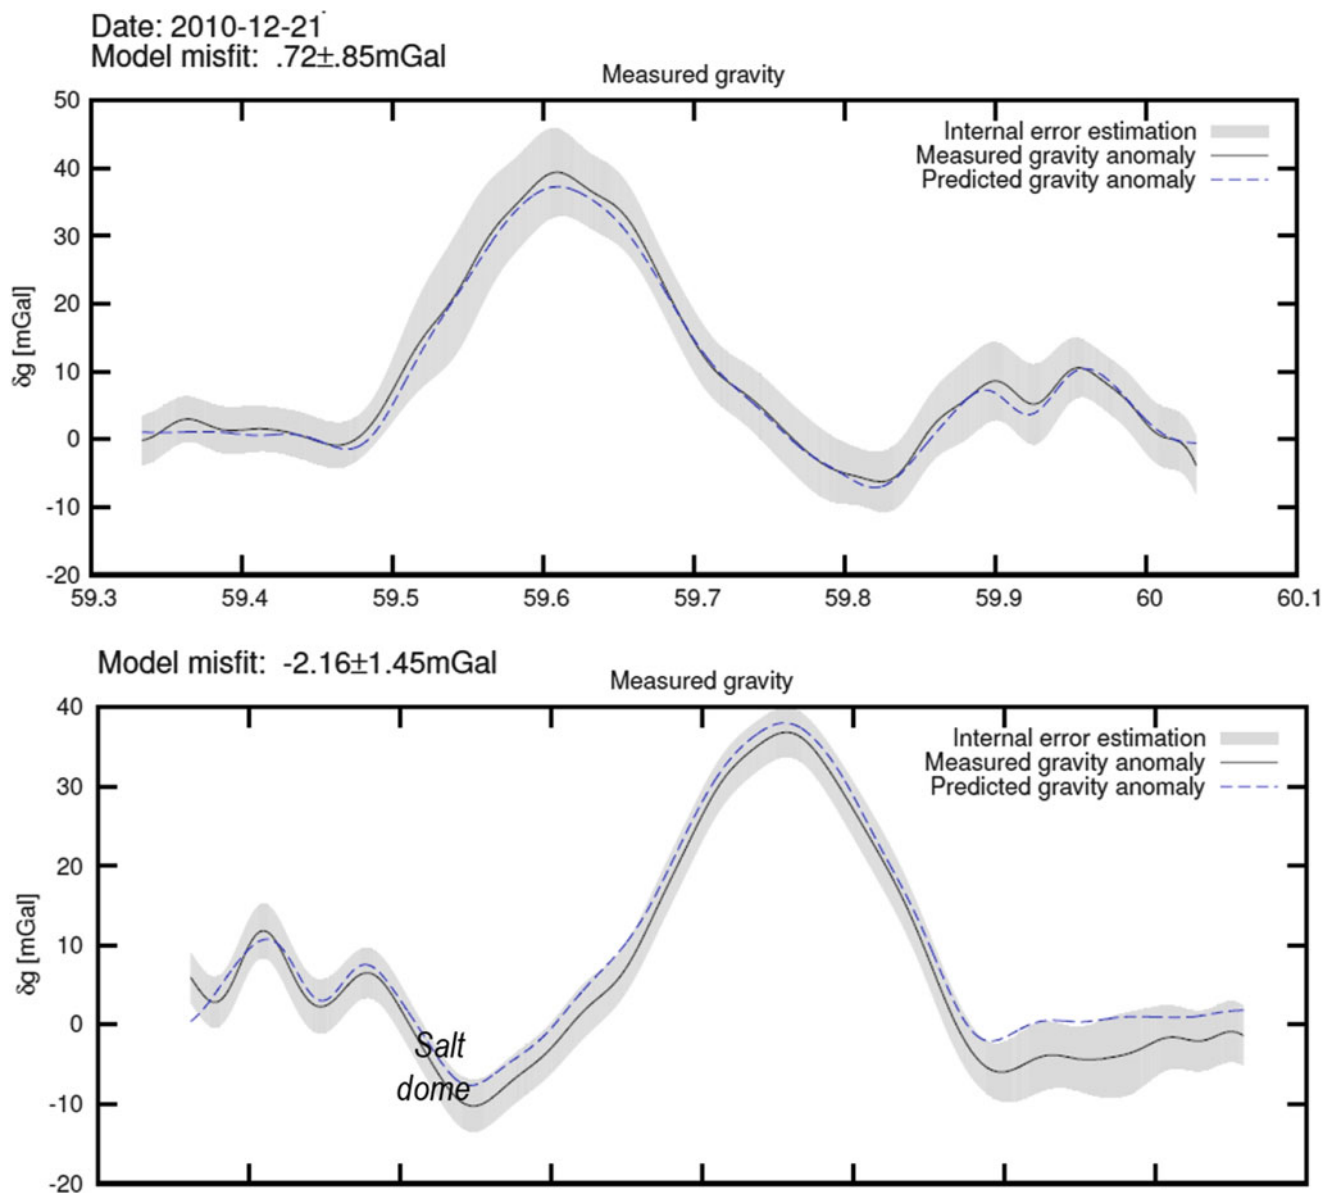 Date: 2010-12-21
Model misfit: .72±.85mGal
Measured gravity
50
40
30
20
10
0
-10
-20
δg [mGal]
Internal error estimation
Measured gravity anomaly
Predicted gravity anomaly
59.3 59.4 59.5 59.6 59.7 59.8 59.9 60 60.1
Model misfit: -2.16±1.45mGal
Measured gravity
40
30
20
10
0
-10
-20
δg [mGal]
Internal error estimation
Measured gravity anomaly
Predicted gravity anomaly
Salt
dome